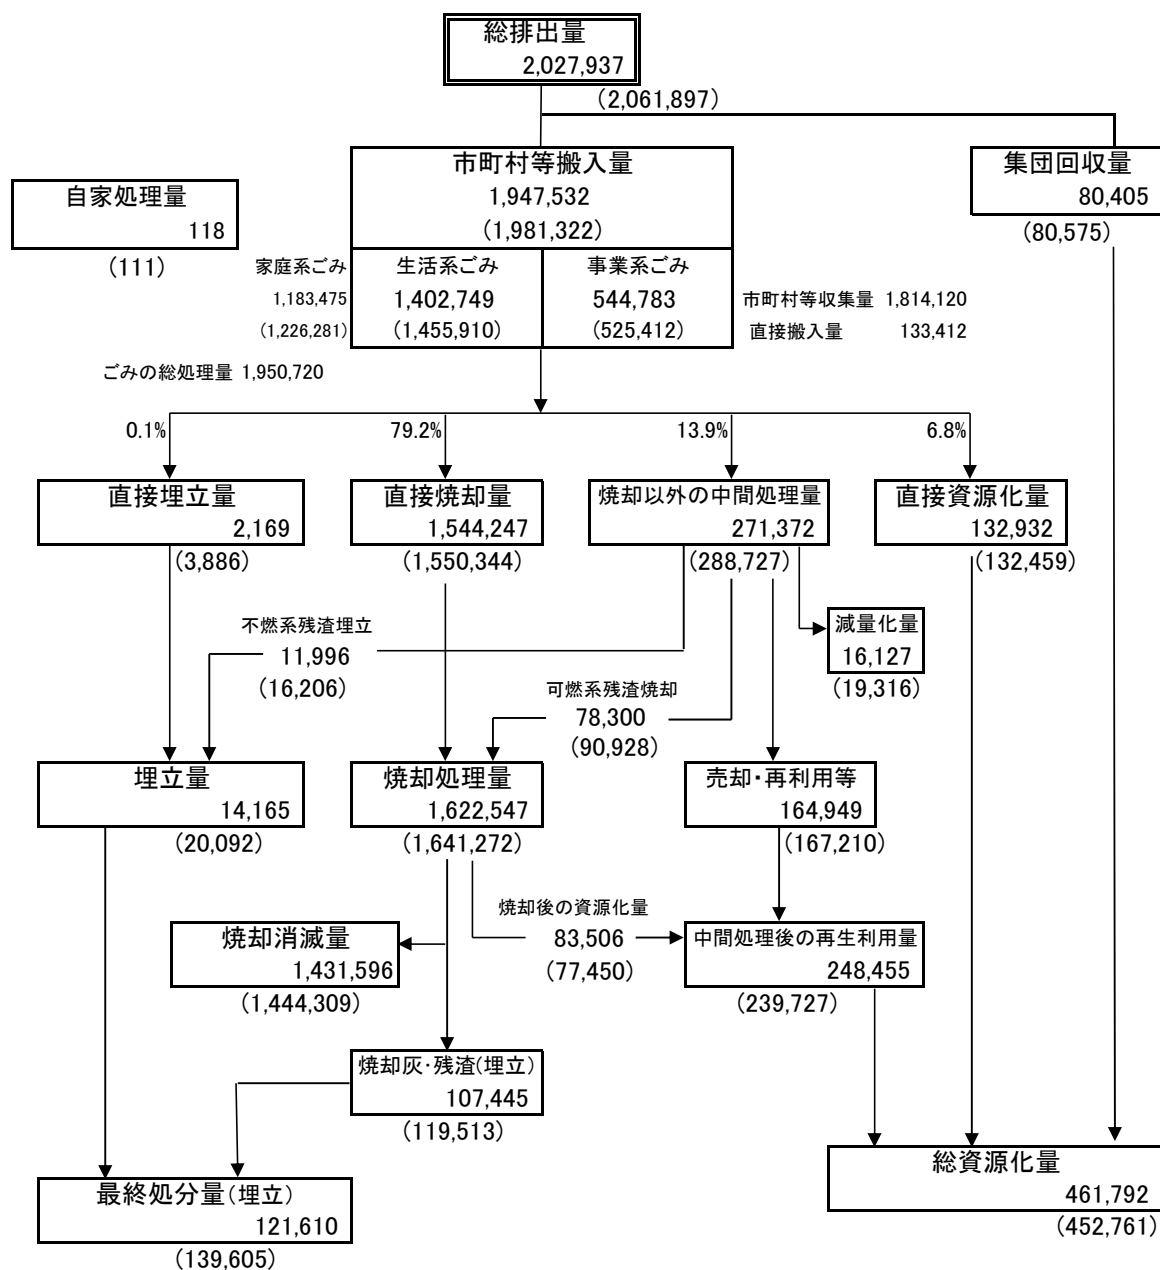 総排出量
2,027,937
(2,061,897)
市町村等搬入量
1,947,532
(1,981,322)
集団回収量
80,405
(80,575)
自家処理量
118
(111)
家庭系ごみ
1,183,475
(1,226,281)
生活系ごみ
1,402,749
(1,455,910)
事業系ごみ
544,783
(525,412)
市町村等収集量 1,814,120
直接搬入量 133,412
ごみの総処理量 1,950,720
0.1%
79.2%
13.9%
6.8%
直接埋立量
2,169
(3,886)
直接焼却量
1,544,247
(1,550,344)
焼却以外の中間処理量
271,372
(288,727)
直接資源化量
132,932
(132,459)
不燃系残渣埋立
11,996
(16,206)
減量化量
16,127
(19,316)
可燃系残渣焼却
78,300
(90,928)
埋立量
14,165
(20,092)
焼却処理量
1,622,547
(1,641,272)
売却・再利用等
164,949
(167,210)
焼却後の資源化量
83,506
(77,450)
焼却消滅量
1,431,596
(1,444,309)
中間処理後の再生利用量
248,455
(239,727)
焼却灰・残渣(埋立)
107,445
(119,513)
最終処分量(埋立)
121,610
(139,605)
総資源化量
461,792
(452,761)